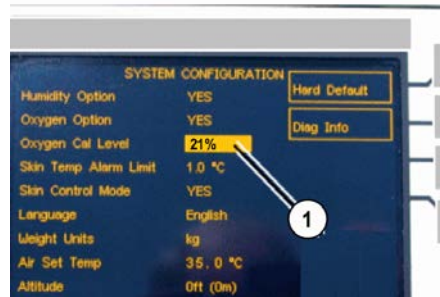 SYSTEM CONFIGURATION
Humidity Option YES
Oxygen Option YES
Oxygen Cal Level 21%
Skin Temp Alarm Limit 1.0 °C
Skin Control Mode YES
Language English
Weight Units kg
Air Set Temp 35.0 °C
Altitude 0ft (0m)
Hard Default
Diag Info
1